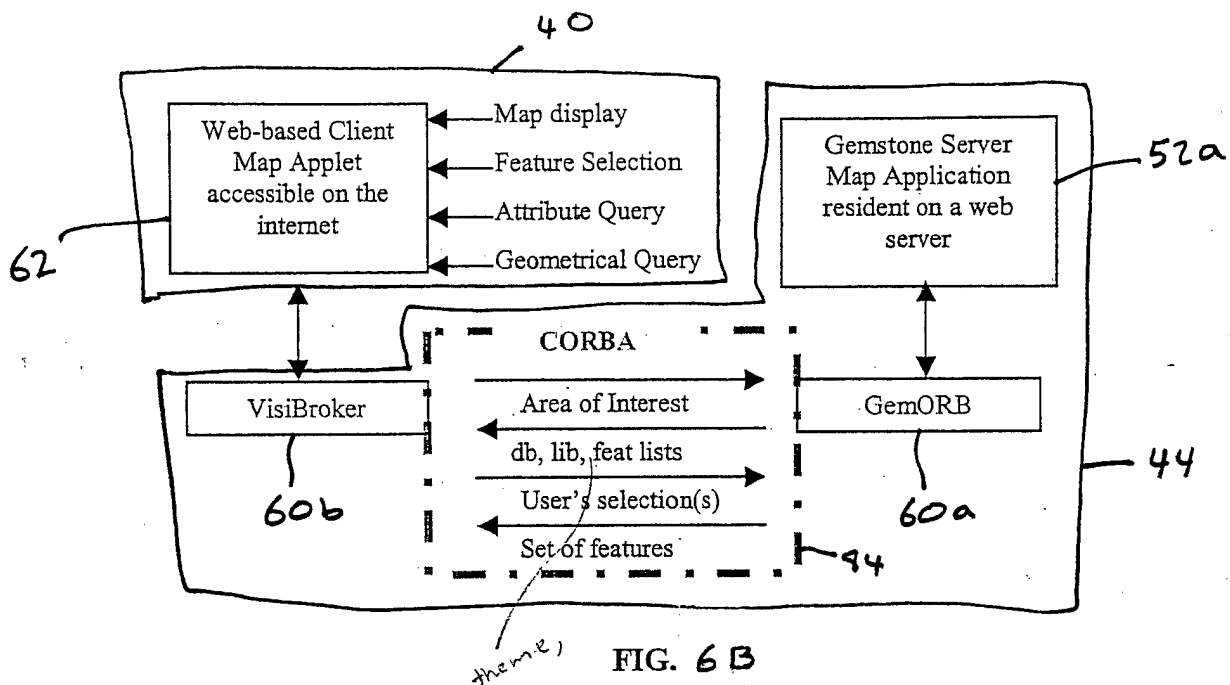 40
Web-based Client
Map Applet
accessible on the
internet
Map display
Feature Selection
Attribute Query
Geometrical Query
62
Gemstone Server
Map Application
resident on a web
server
52a
CORBA
VisiBroker
Area of Interest
db, lib, feat lists
User's selection(s)
Set of features
GemORB
60b
60a
44
84
theme,
FIG. 6B